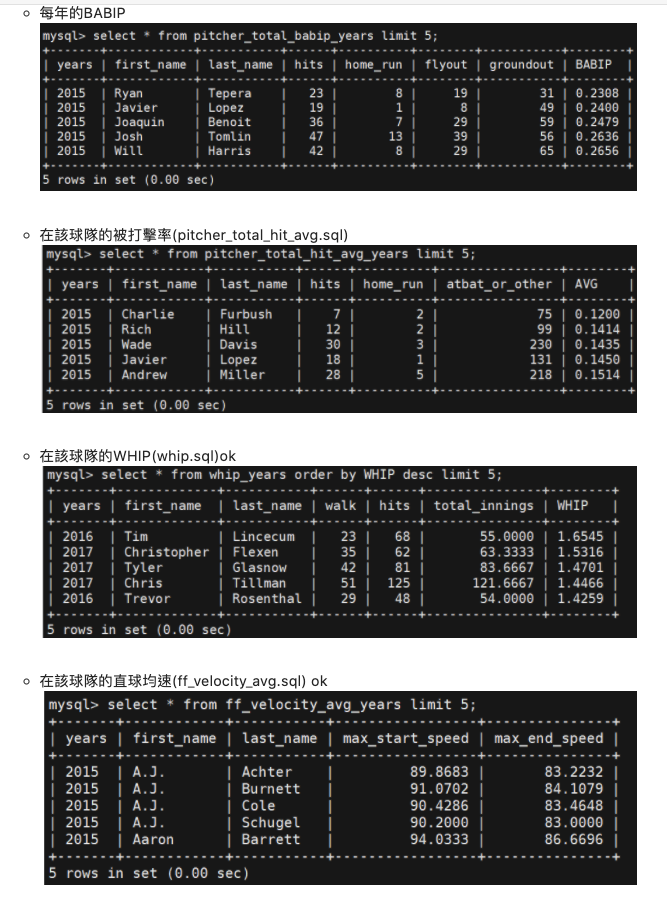 每年的BABIP
mysql> select * from pitcher_total_babip_years limit 5;
+-------+------------+-----------+------+----------+--------+-----------+--------+
| years | first_name | last_name | hits | home_run | flyout | groundout | BABIP |
+-------+------------+-----------+------+----------+--------+-----------+--------+
| 2015 | Ryan | Tepera | 23 | 8 | 19 | 31 | 0.2308 |
| 2015 | Javier | Lopez | 19 | 1 | 8 | 49 | 0.2400 |
| 2015 | Joaquin | Benoit | 36 | 7 | 29 | 59 | 0.2479 |
| 2015 | Josh | Tomlin | 47 | 13 | 39 | 56 | 0.2636 |
| 2015 | Will | Harris | 42 | 8 | 29 | 65 | 0.2656 |
+-------+------------+-----------+------+----------+--------+-----------+--------+
5 rows in set (0.00 sec)
在該球隊的被打擊率(pitcher_total_hit_avg.sql)
mysql> select * from pitcher_total_hit_avg_years limit 5;
+-------+------------+-----------+------+----------+----------------+--------+
| years | first_name | last_name | hits | home_run | atbat_or_other | AVG |
+-------+------------+-----------+------+----------+----------------+--------+
| 2015 | Charlie | Furbush | 7 | 2 | 75 | 0.1200 |
| 2015 | Rich | Hill | 12 | 2 | 99 | 0.1414 |
| 2015 | Wade | Davis | 30 | 3 | 230 | 0.1435 |
| 2015 | Javier | Lopez | 18 | 1 | 131 | 0.1450 |
| 2015 | Andrew | Miller | 28 | 5 | 218 | 0.1514 |
+-------+------------+-----------+------+----------+----------------+--------+
5 rows in set (0.00 sec)
在該球隊的WHIP(whip.sql)ok
mysql> select * from whip_years order by WHIP desc limit 5;
+-------+-------------+-----------+------+------+---------------+--------+
| years | first_name | last_name | walk | hits | total_innings | WHIP |
+-------+-------------+-----------+------+------+---------------+--------+
| 2016 | Tim | Lincecum | 23 | 68 | 55.0000 | 1.6545 |
| 2017 | Christopher | Flexen | 35 | 62 | 63.3333 | 1.5316 |
| 2017 | Tyler | Glasnow | 42 | 81 | 83.6667 | 1.4701 |
| 2017 | Chris | Tillman | 51 | 125 | 121.6667 | 1.4466 |
| 2016 | Trevor | Rosenthal | 29 | 48 | 54.0000 | 1.4259 |
+-------+-------------+-----------+------+------+---------------+--------+
5 rows in set (0.00 sec)
在該球隊的直球均速(ff_velocity_avg.sql) ok
mysql> select * from ff_velocity_avg_years limit 5;
+-------+------------+-----------+-----------------+---------------+
| years | first_name | last_name | max_start_speed | max_end_speed |
+-------+------------+-----------+-----------------+---------------+
| 2015 | A.J. | Achter | 89.8683 | 83.2232 |
| 2015 | A.J. | Burnett | 91.0702 | 84.1079 |
| 2015 | A.J. | Cole | 90.4286 | 83.4648 |
| 2015 | A.J. | Schugel | 90.2000 | 83.0000 |
| 2015 | Aaron | Barrett | 94.0333 | 86.6696 |
+-------+------------+-----------+-----------------+---------------+
5 rows in set (0.00 sec)